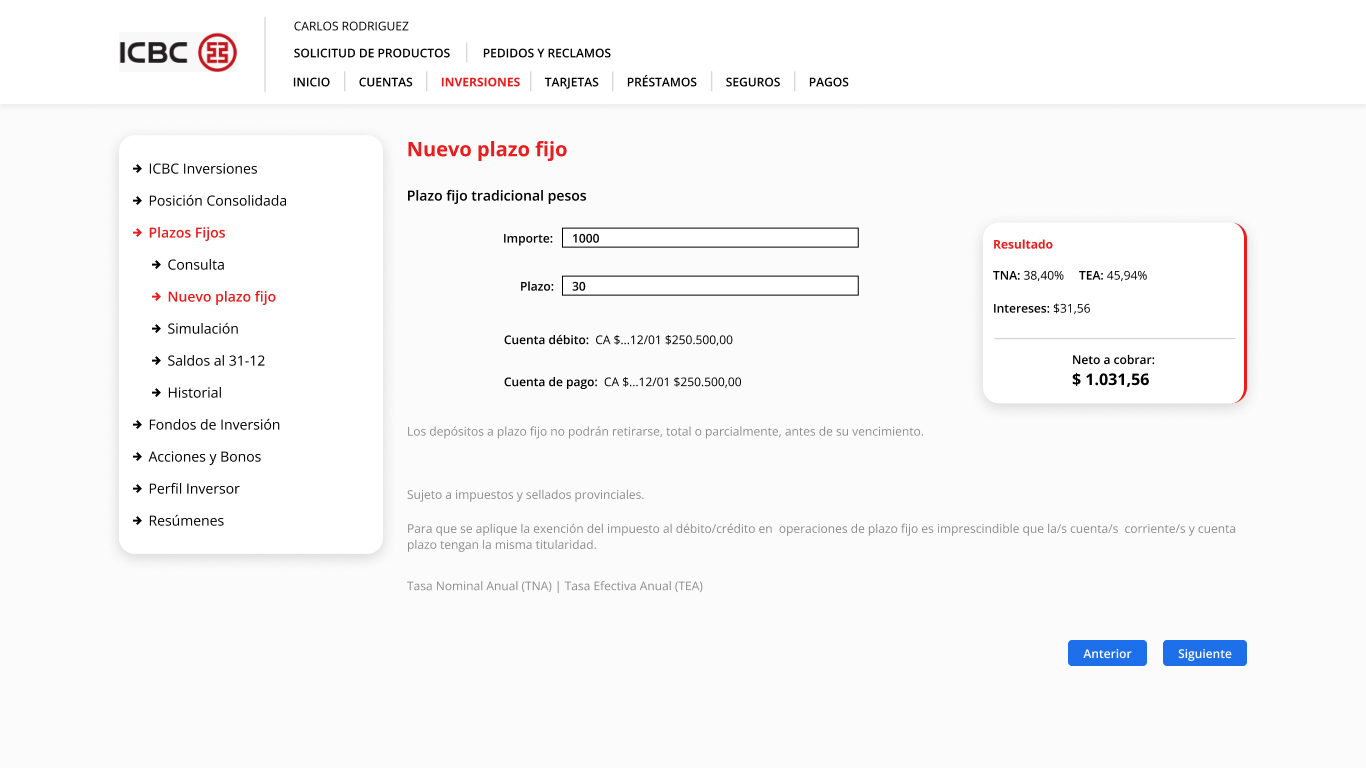 ICBC
CARLOS RODRIGUEZ
SOLICITUD DE PRODUCTOS
PEDIDOS Y RECLAMOS
INICIO
CUENTAS
INVERSIONES
TARJETAS
PRÉSTAMOS
SEGUROS
PAGOS
ICBC Inversiones
Posición Consolidada
Plazos Fijos
Consulta
Nuevo plazo fijo
Simulación
Saldos al 31-12
Historial
Fondos de Inversión
Acciones y Bonos
Perfil Inversor
Resúmenes
Nuevo plazo fijo
Plazo fijo tradicional pesos
Importe: 1000
Plazo: 30
Cuenta débito: CA $...12/01 $250.500,00
Cuenta de pago: CA $...12/01 $250.500,00
Resultado
TNA: 38,40% TEA: 45,94%
Intereses: $31,56
Neto a cobrar:
$ 1.031,56
Los depósitos a plazo fijo no podrán retirarse, total o parcialmente, antes de su vencimiento.
Sujeto a impuestos y sellados provinciales.
Para que se aplique la exención del impuesto al débito/crédito en operaciones de plazo fijo es imprescindible que la/s cuenta/s corriente/s y cuenta
plazo tengan la misma titularidad.
Tasa Nominal Anual (TNA) | Tasa Efectiva Anual (TEA)
Anterior
Siguiente